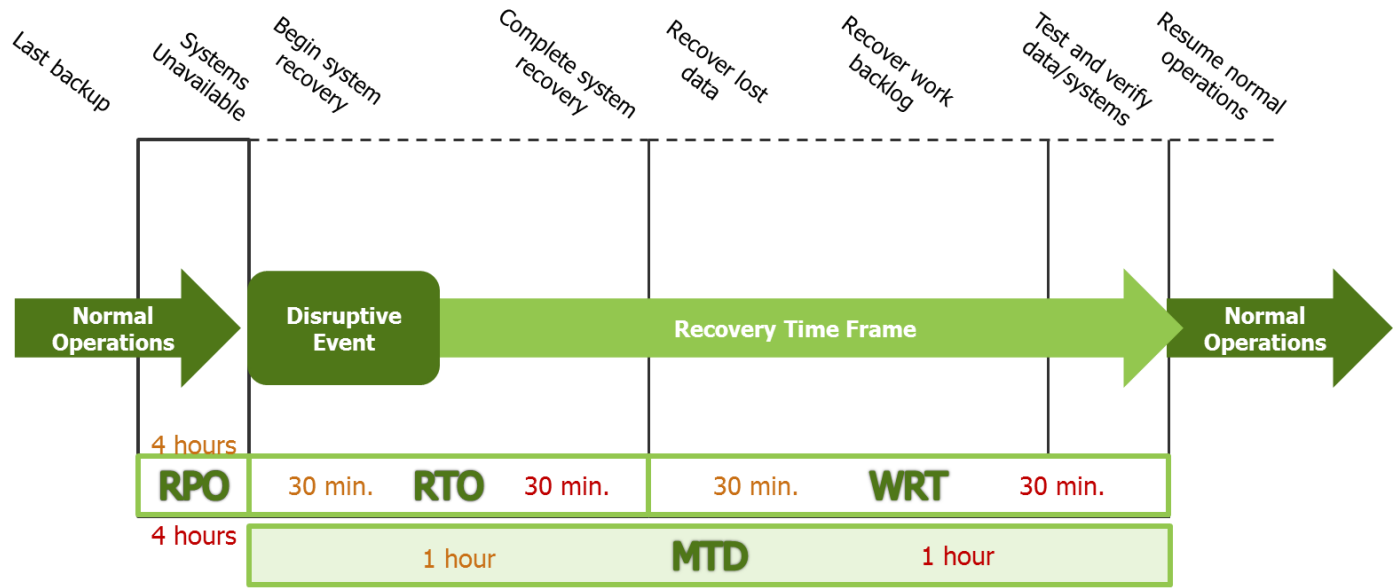 Last backup
Systems
Unavailable
Begin system
recovery
Complete system
recovery
Recover lost
data
Recover work
backlog
Test and verify
data/systems
Resume normal
operations
Normal
Operations
Disruptive
Event
Recovery Time Frame
Normal
Operations
4 hours
RPO
30 min.
RTO
30 min.
30 min.
WRT
30 min.
4 hours
1 hour
MTD
1 hour